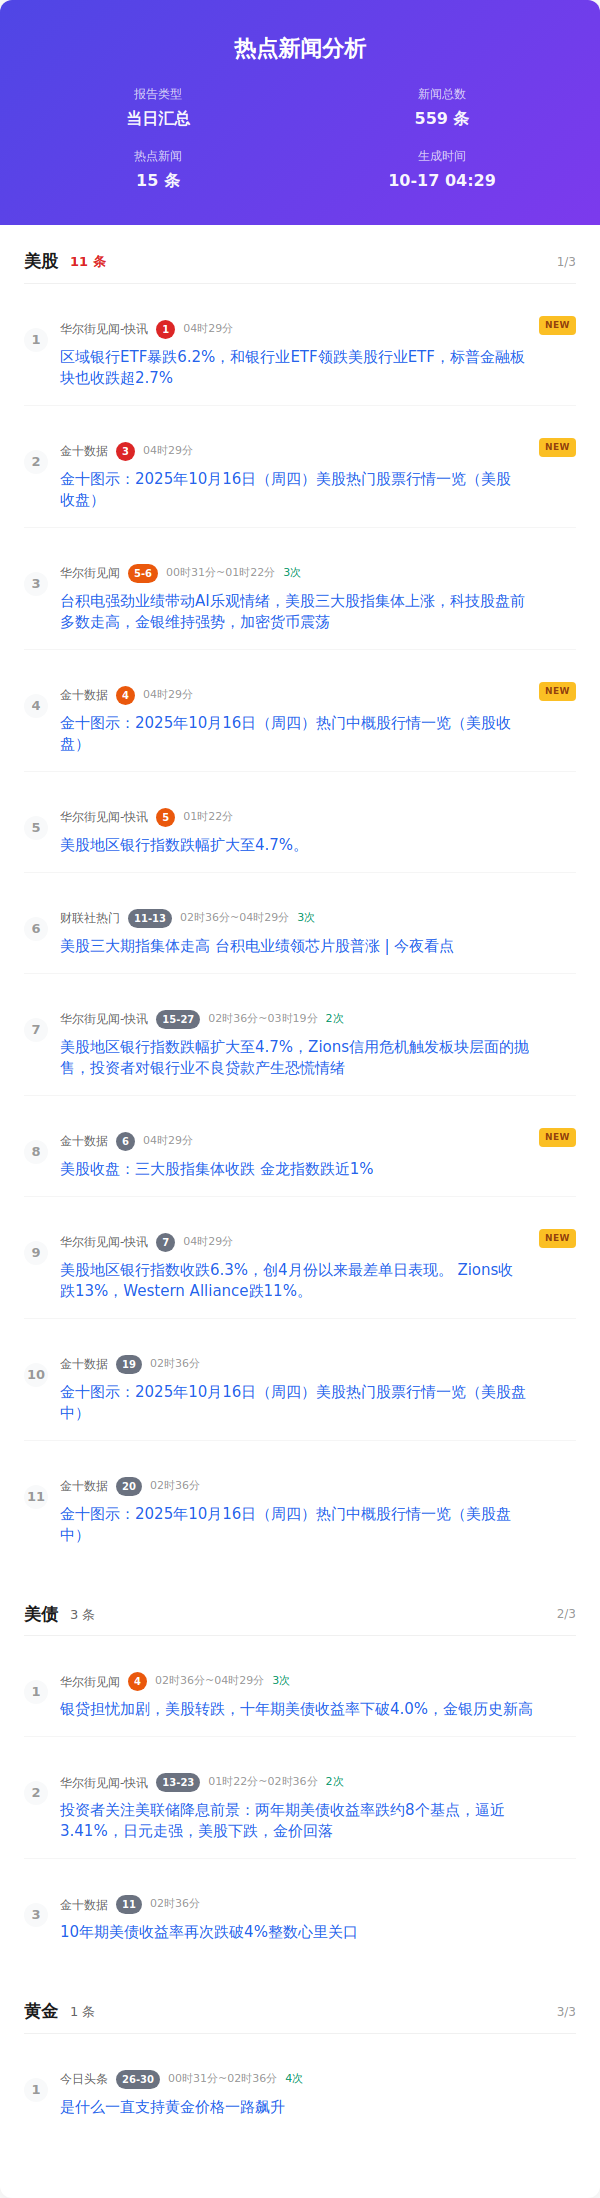 热点新闻分析
报告类型
当日汇总
新闻总数
559 条
热点新闻
15 条
生成时间
10-17 04:29
美股 11 条 1/3
1 华尔街见闻-快讯 1 04时29分 NEW
区域银行ETF暴跌6.2%，和银行业ETF领跌美股行业ETF，标普金融板
块也收跌超2.7%
2 金十数据 3 04时29分 NEW
金十图示：2025年10月16日（周四）美股热门股票行情一览（美股
收盘）
3 华尔街见闻 5-6 00时31分~01时22分 3次
台积电强劲业绩带动AI乐观情绪，美股三大股指集体上涨，科技股盘前
多数走高，金银维持强势，加密货币震荡
4 金十数据 4 04时29分 NEW
金十图示：2025年10月16日（周四）热门中概股行情一览（美股收
盘）
5 华尔街见闻-快讯 5 01时22分
美股地区银行指数跌幅扩大至4.7%。
6 财联社热门 11-13 02时36分~04时29分 3次
美股三大期指集体走高 台积电业绩领芯片股普涨 | 今夜看点
7 华尔街见闻-快讯 15-27 02时36分~03时19分 2次
美股地区银行指数跌幅扩大至4.7%，Zions信用危机触发板块层面的抛
售，投资者对银行业不良贷款产生恐慌情绪
8 金十数据 6 04时29分 NEW
美股收盘：三大股指集体收跌 金龙指数跌近1%
9 华尔街见闻-快讯 7 04时29分 NEW
美股地区银行指数收跌6.3%，创4月份以来最差单日表现。 Zions收
跌13%，Western Alliance跌11%。
10 金十数据 19 02时36分
金十图示：2025年10月16日（周四）美股热门股票行情一览（美股盘
中）
11 金十数据 20 02时36分
金十图示：2025年10月16日（周四）热门中概股行情一览（美股盘
中）
美债 3 条 2/3
1 华尔街见闻 4 02时36分~04时29分 3次
银贷担忧加剧，美股转跌，十年期美债收益率下破4.0%，金银历史新高
2 华尔街见闻-快讯 13-23 01时22分~02时36分 2次
投资者关注美联储降息前景：两年期美债收益率跌约8个基点，逼近
3.41%，日元走强，美股下跌，金价回落
3 金十数据 11 02时36分
10年期美债收益率再次跌破4%整数心里关口
黄金 1 条 3/3
1 今日头条 26-30 00时31分~02时36分 4次
是什么一直支持黄金价格一路飙升